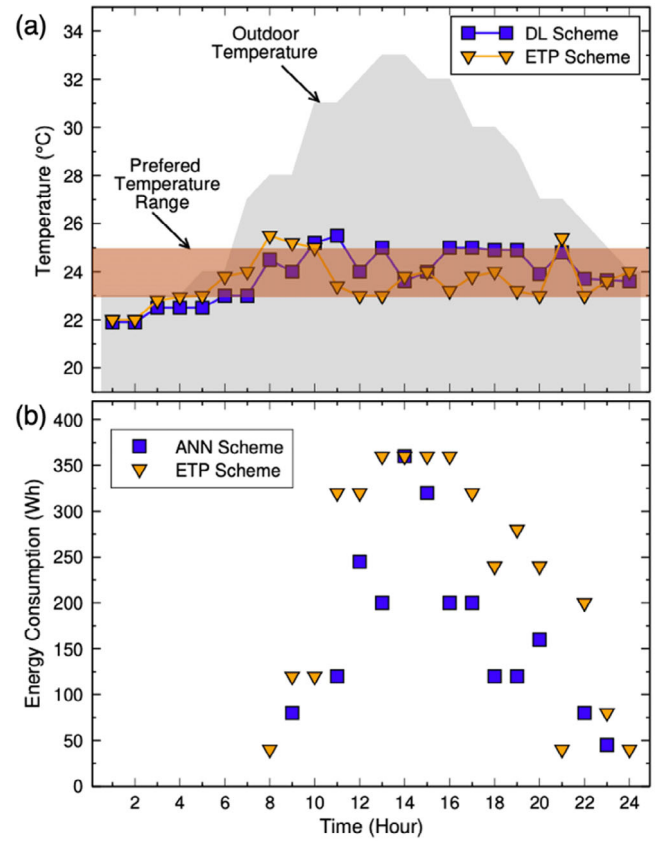 (a)
34
32
30
28
26
24
22
20
Temperature (°C)
Outdoor
Temperature
Prefered
Temperature
Range
DL Scheme
ETP Scheme
(b)
400
350
300
250
200
150
100
50
0
Energy Consumption (Wh)
ANN Scheme
ETP Scheme
2 4 6 8 10 12 14 16 18 20 22 24
Time (Hour)